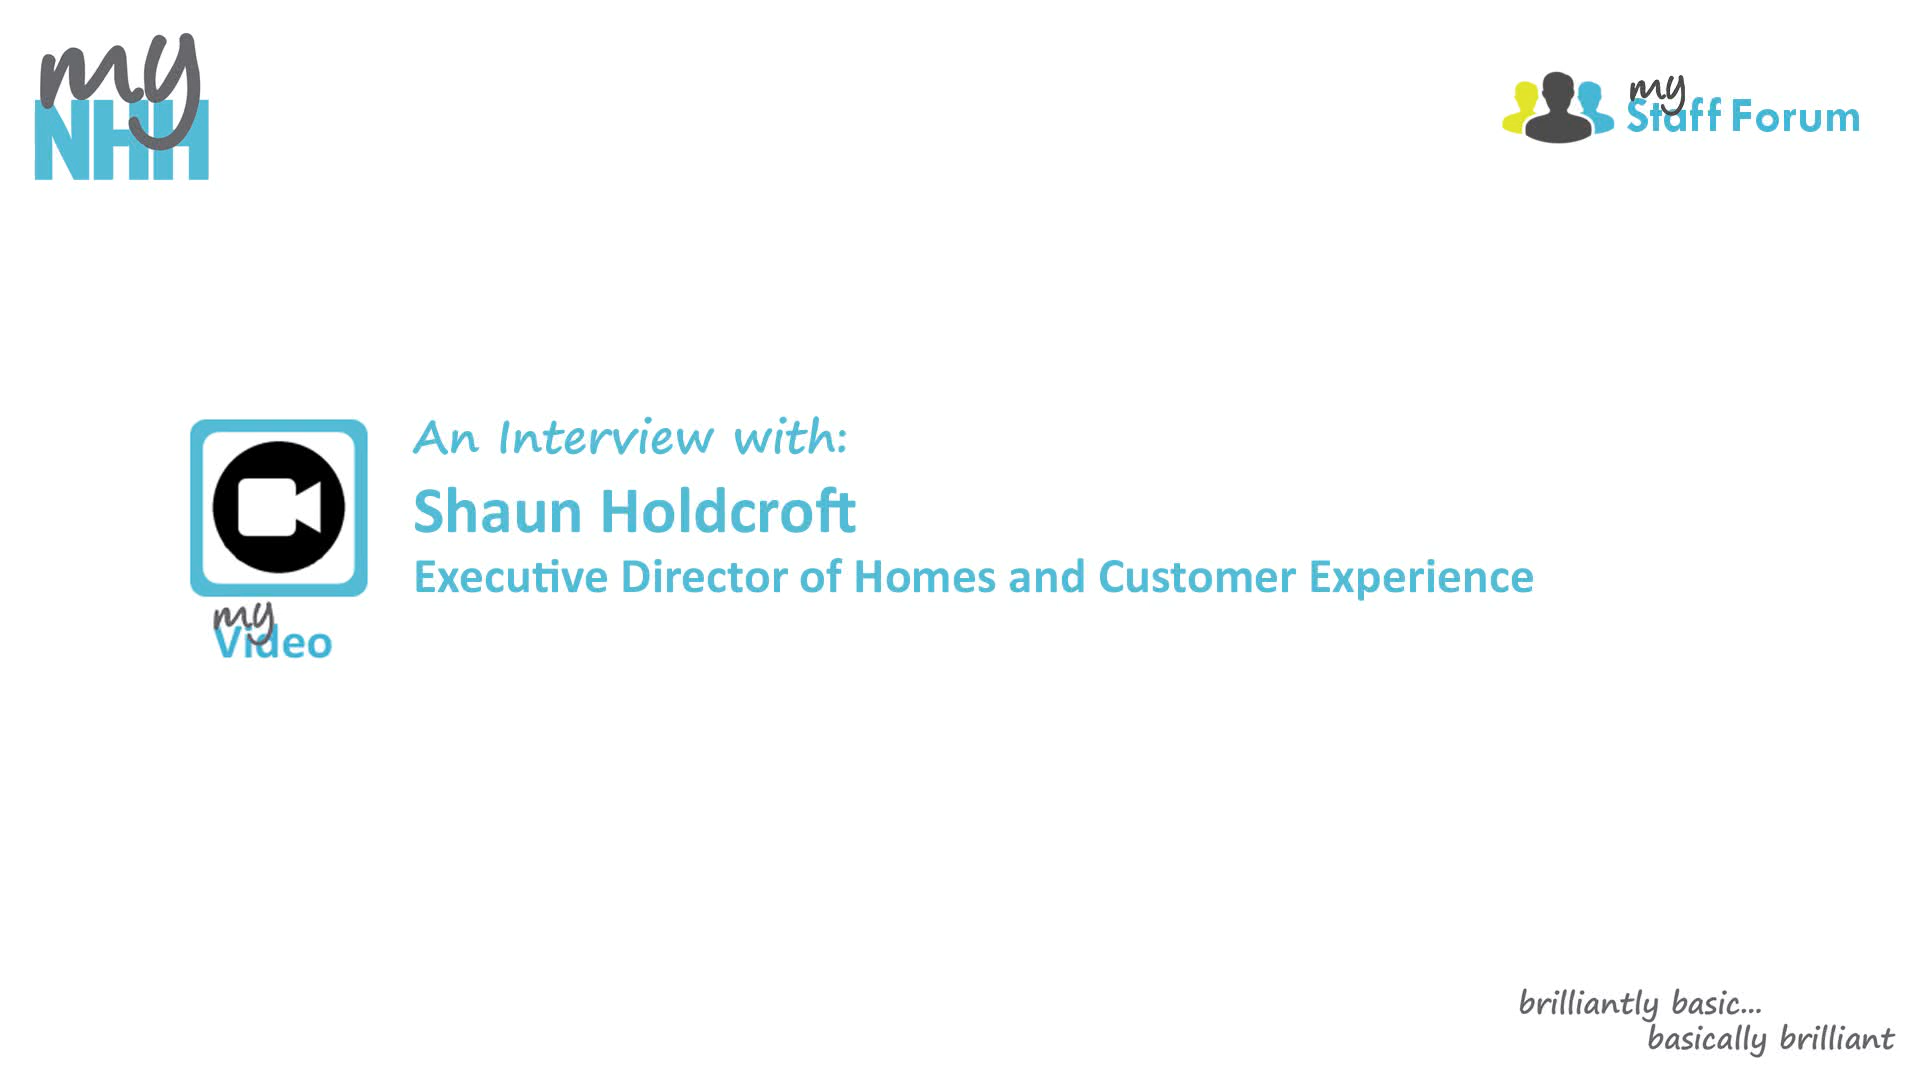 my
NHH
my
Staff Forum
An Interview with:
Shaun Holdcroft
Executive Director of Homes and Customer Experience
my
Video
brilliantly basic...
basically brilliant